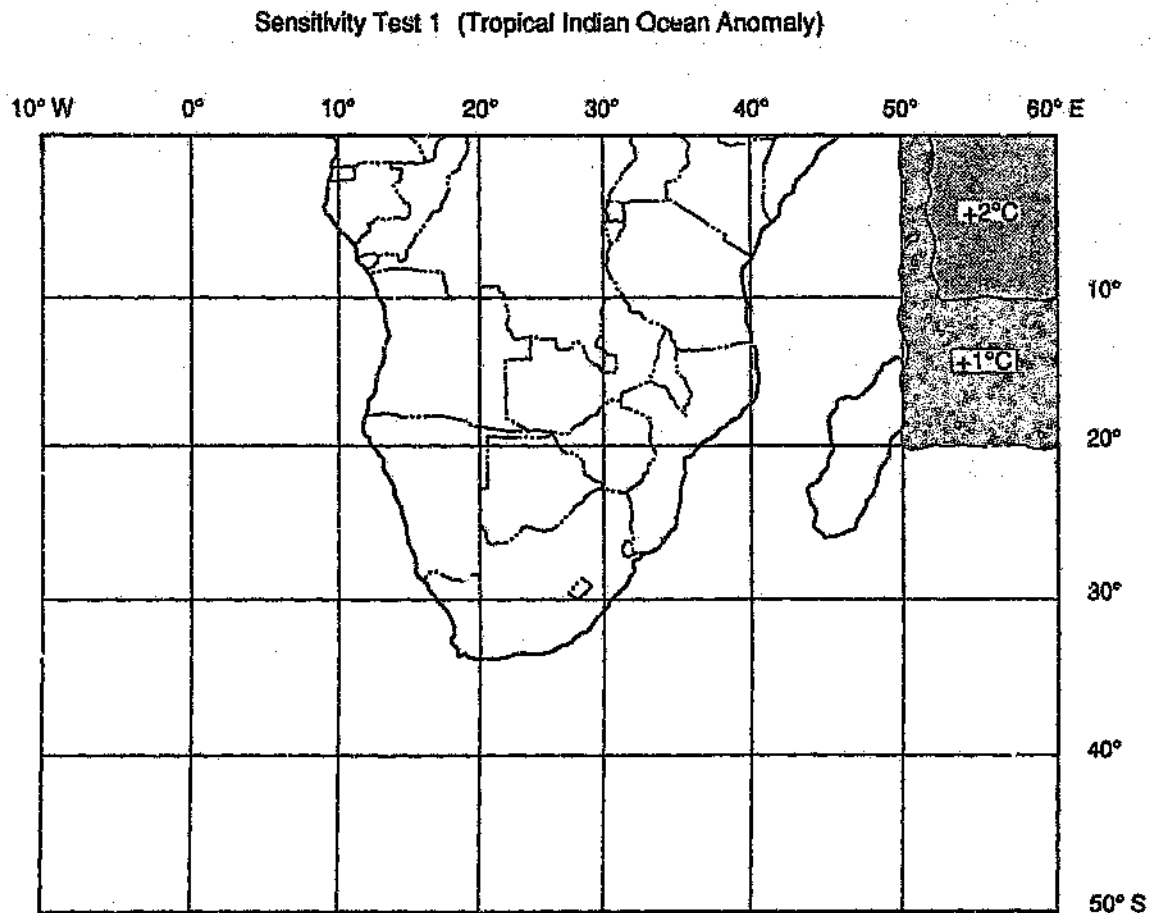 Sensitivity Test 1 (Tropical Indian Ocean Anomaly)
10° W 0° 10° 20° 30° 40° 50° 60° E
+2°C
10°
+1°C
20°
30°
40°
50° S